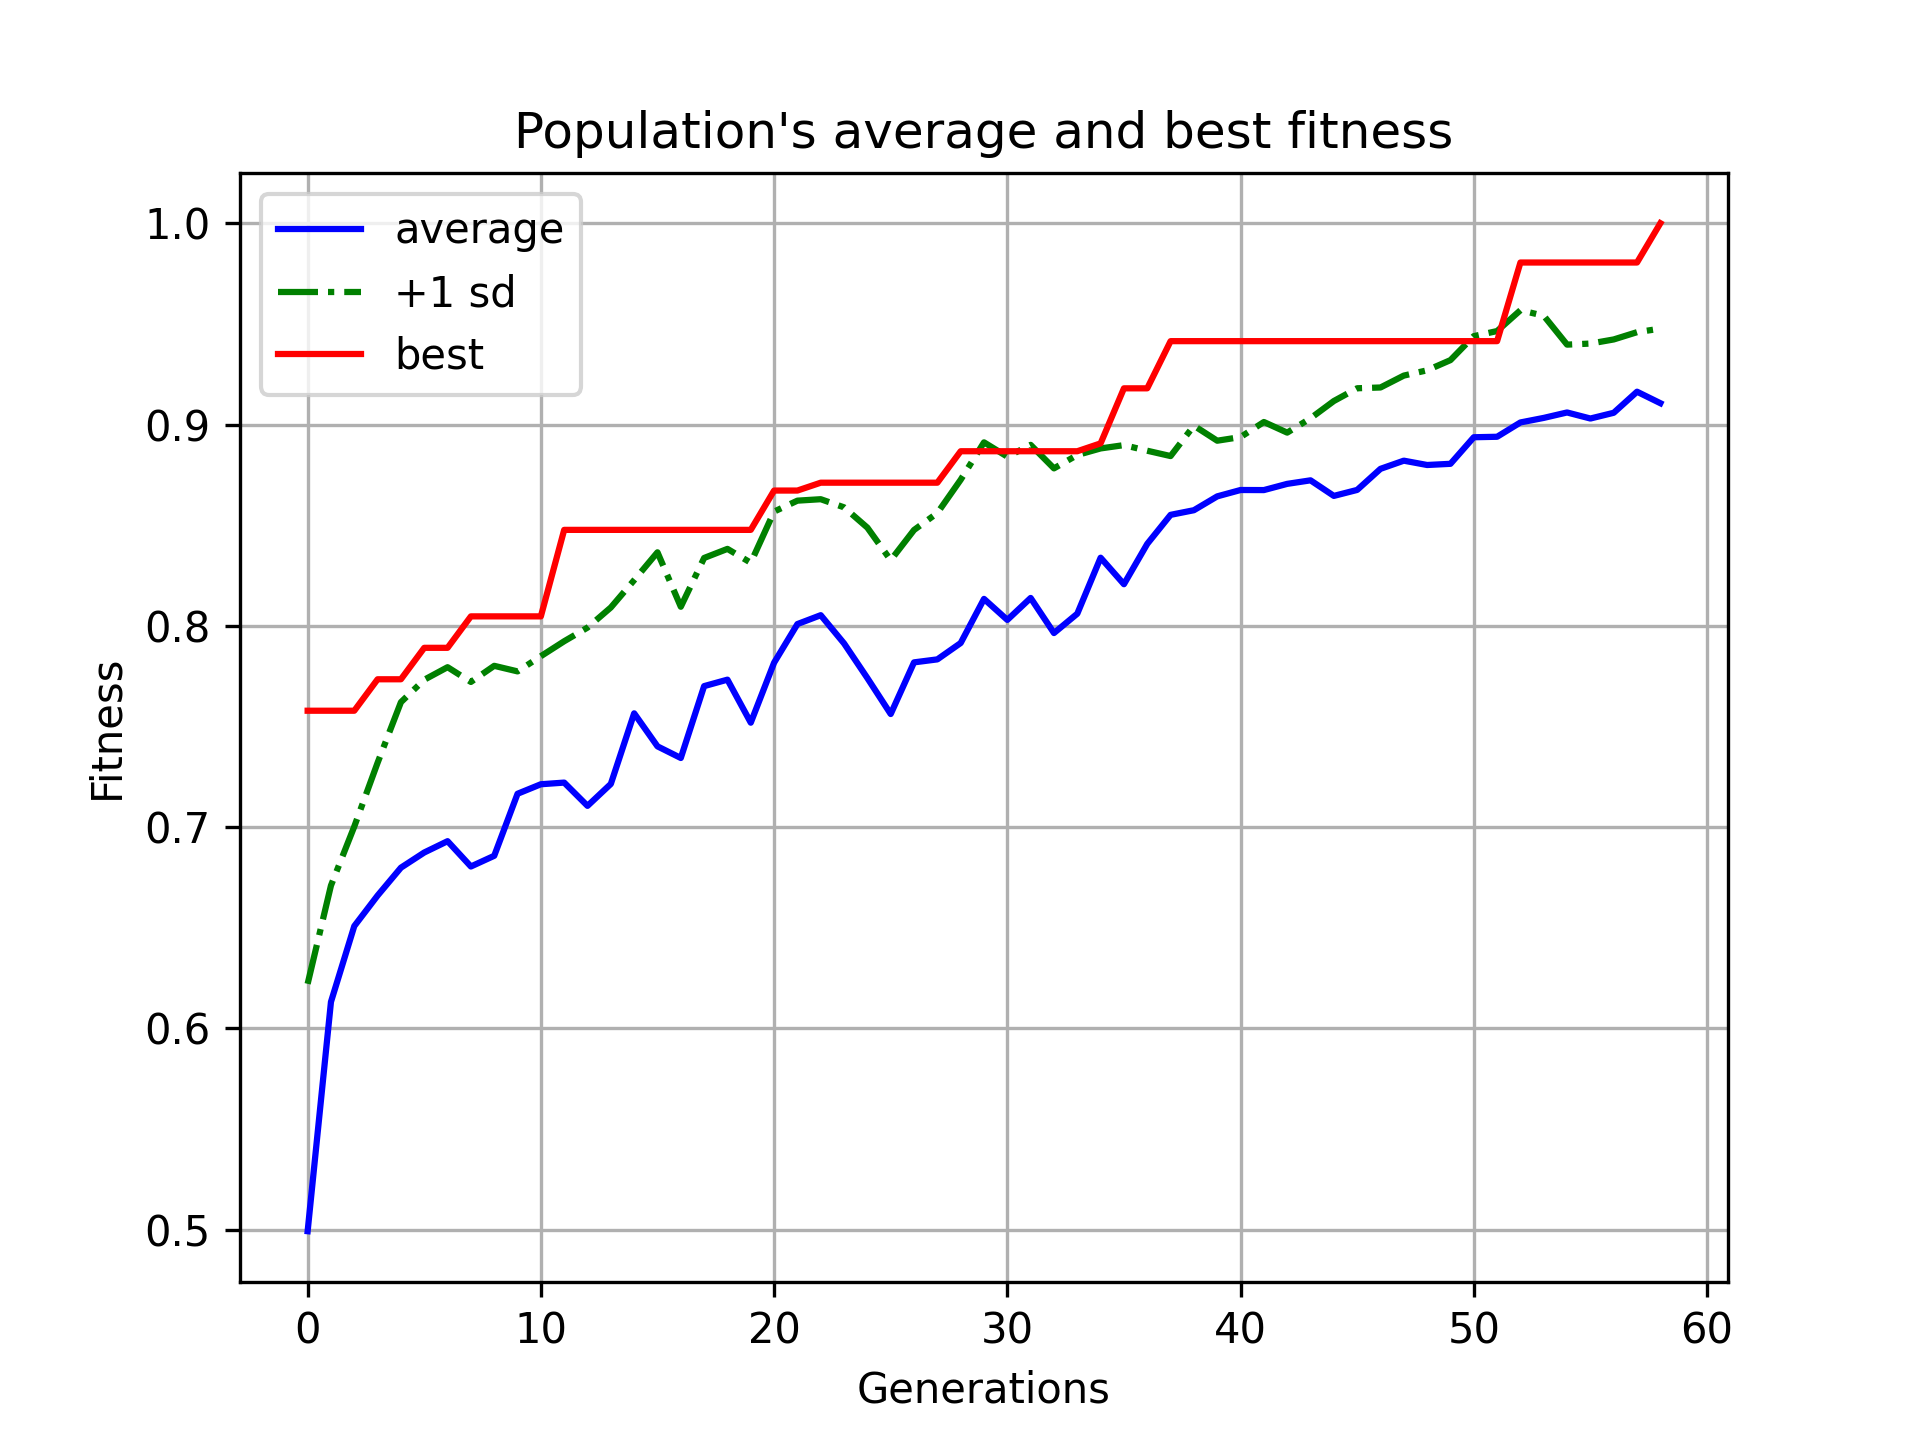 Population's average and best fitness
average
+1 sd
best
1.0
0.9
0.8
0.7
0.6
0.5
Fitness
0 10 20 30 40 50 60
Generations